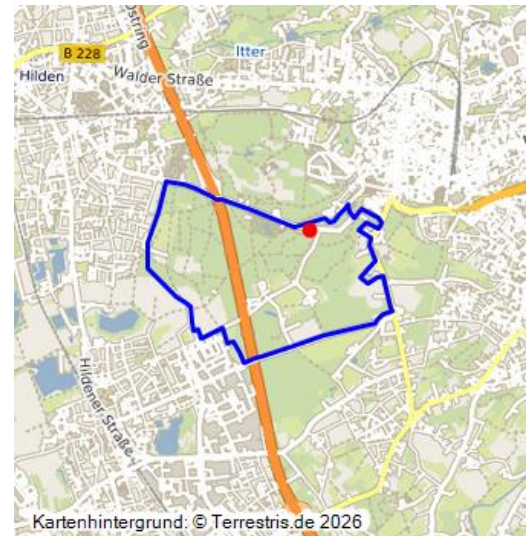 Ostring
B 228
Itter
Hilden
Walder Straße
Hildener Straße
Kartenhintergrund: © Terrestris.de 2026